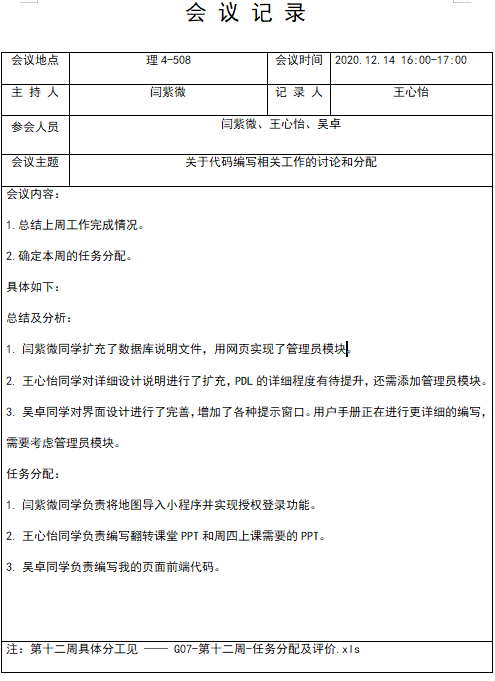 会 议 记 录
会议地点 理 4-508 会议时间 2020.12.14 16:00-17:00
主 持 人 闫紫微 记 录 人 王心怡
参会人员 闫紫微、王心怡、吴卓
会议主题 关于代码编写相关工作的讨论和分配
会议内容：
1.总结上周工作完成情况。
2.确定本周的任务分配。
具体如下：
总结及分析：
1. 闫紫微同学扩充了数据库说明文件，用网页实现了管理员模块。
2. 王心怡同学对详细设计说明进行了扩充，PDL 的详细程度有待提升，还需添加管理员模块。
3. 吴卓同学对界面设计进行了完善，增加了各种提示窗口。用户手册正在进行更详细的编写，
需要考虑管理员模块。
任务分配：
1. 闫紫微同学负责将地图导入小程序并实现授权登录功能。
2. 王心怡同学负责编写翻转课堂 PPT 和周四上课需要的 PPT。
3. 吴卓同学负责编写我的页面前端代码。
注：第十二周具体分工见 —— G07-第十二周-任务分配及评价.xls